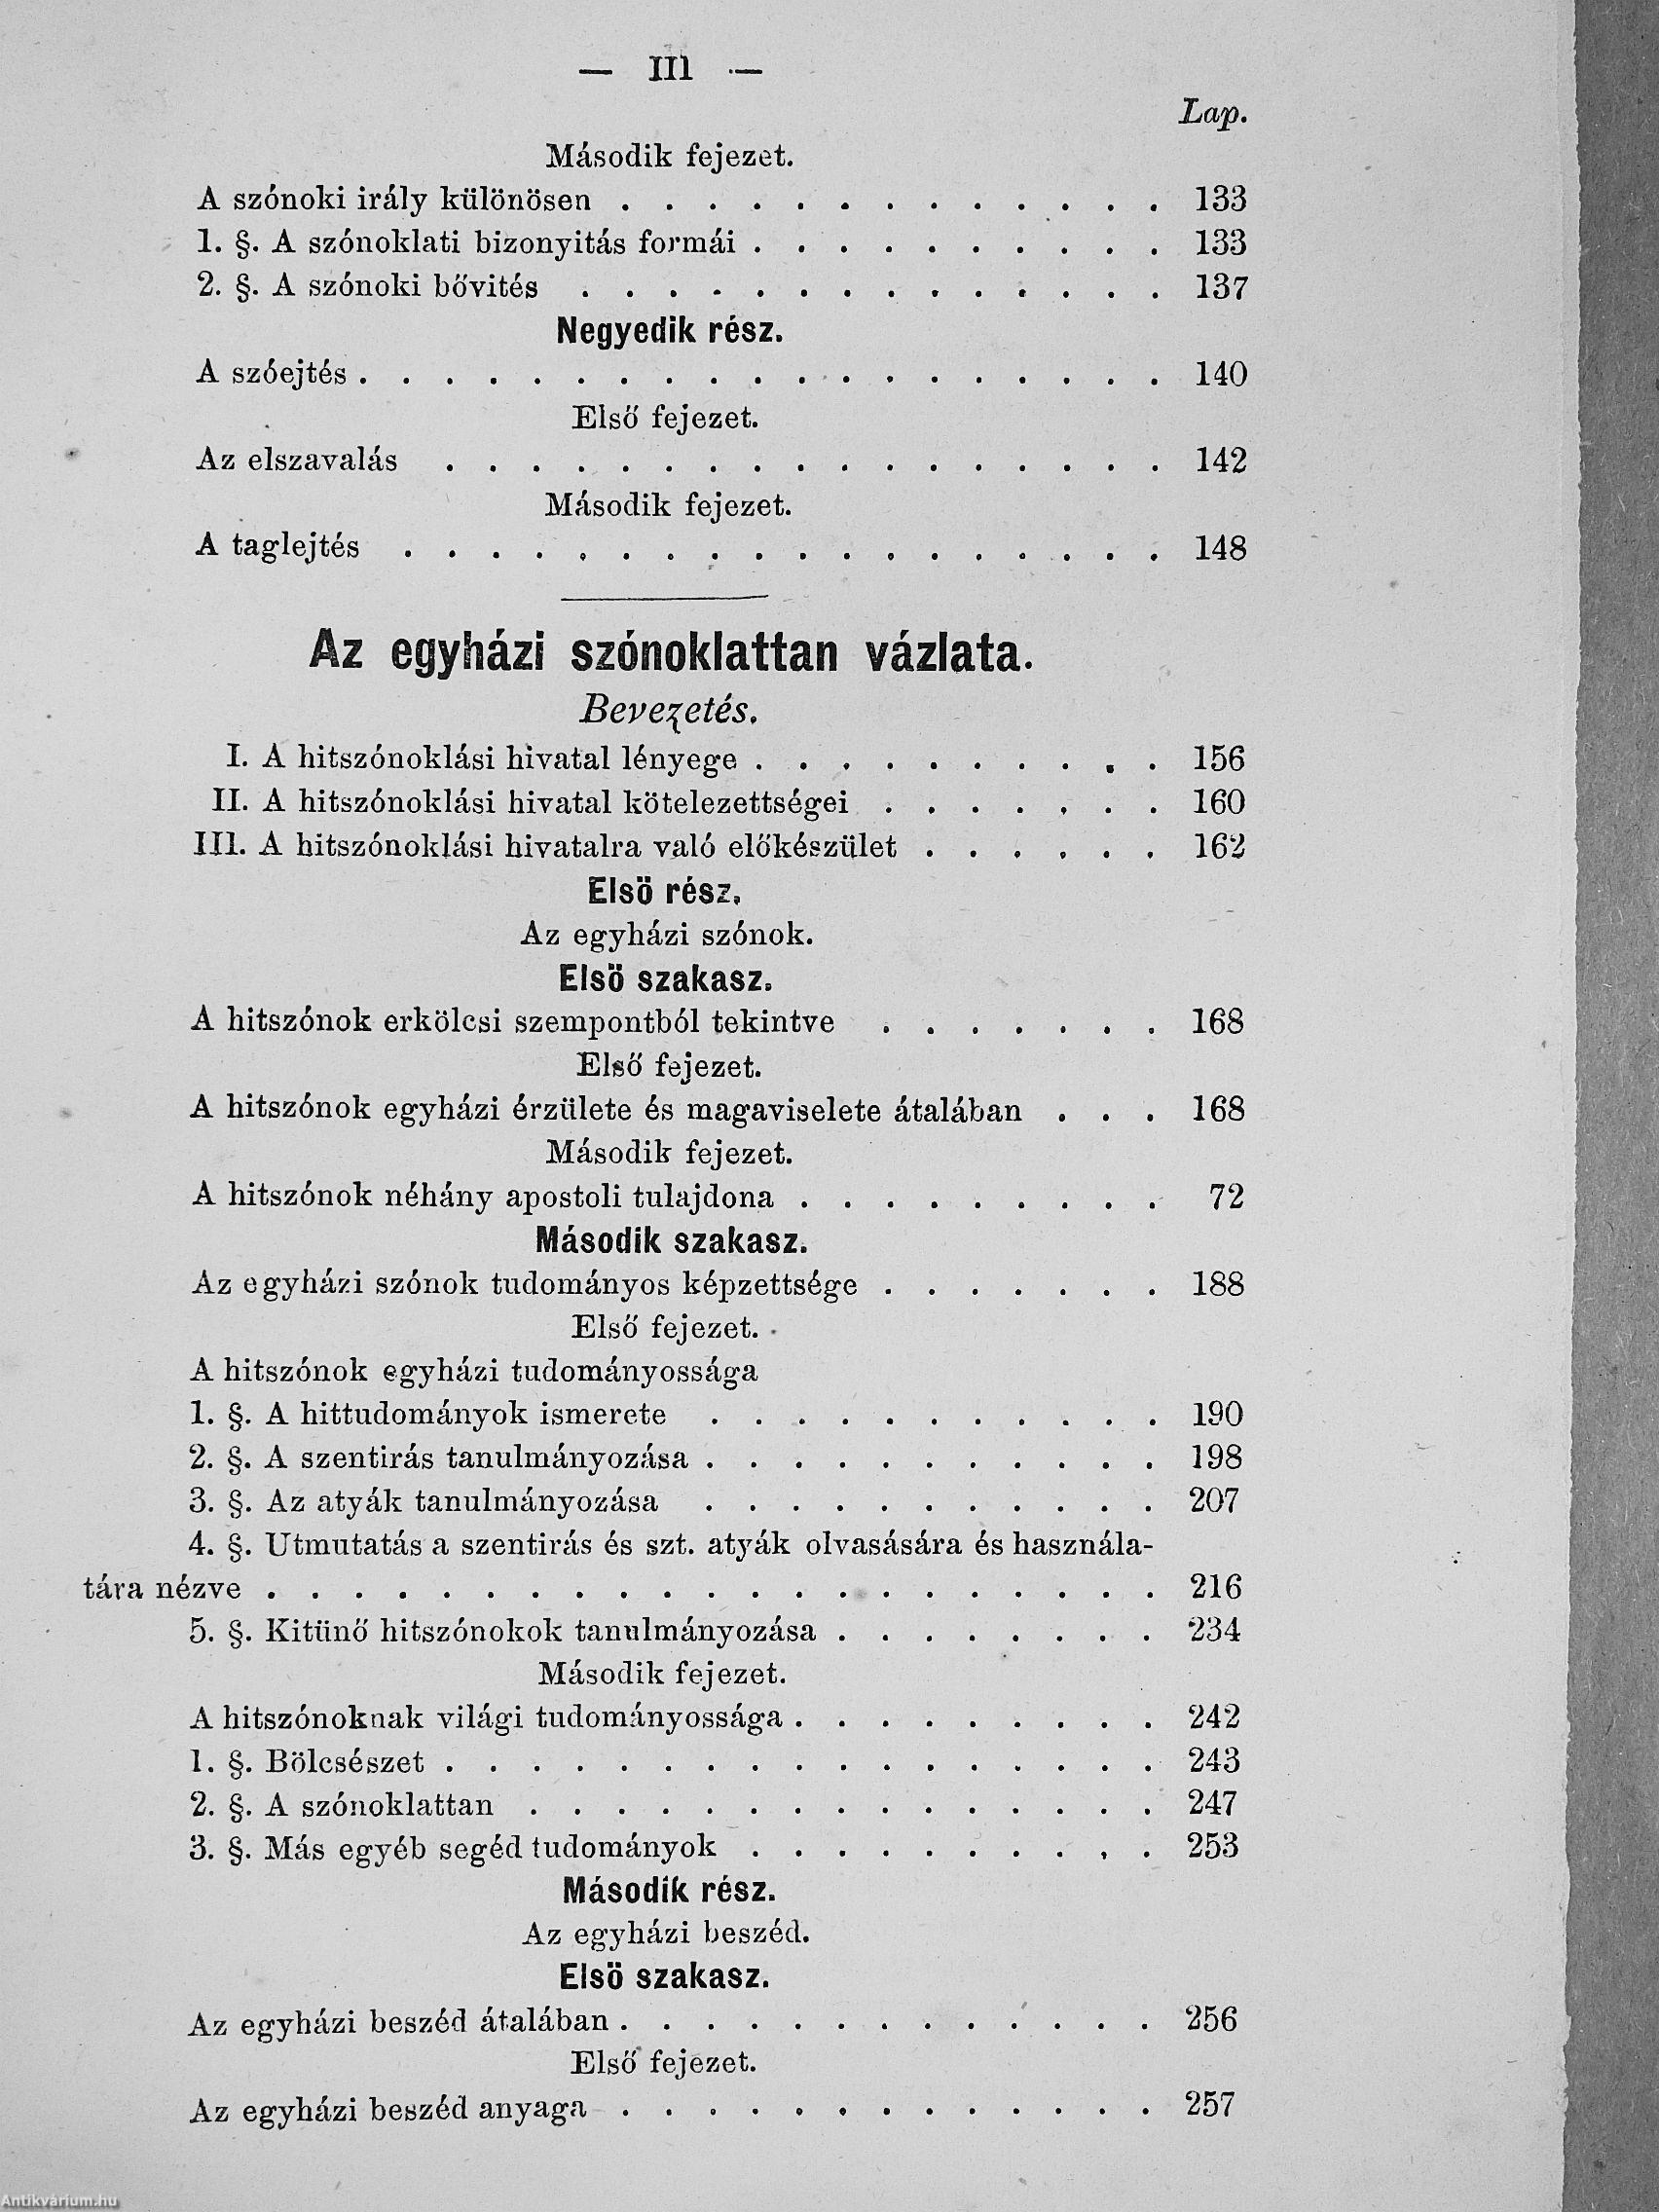 — III —
Lap.
Második fejezet.
A szónoki irály különösen . . . . . . . . . . . . . 133
1. §. A szónoklati bizonyitás formái . . . . . . . . . . 133
2. §. A szónoki bővités . . . . . . . . . . . . . . 137
Negyedik rész.
A szóejtés . . . . . . . . . . . . . . . . . . . 140
Első fejezet.
Az elszavalás . . . . . . . . . . . . . . . . . 142
Második fejezet.
A taglejtés . . . . . . . . . . . . . . . . . . 148
Az egyházi szónoklattan vázlata.
Bevezetés.
I. A hitszónoklási hivatal lényege . . . . . . . . . . 156
II. A hitszónoklási hivatal kötelezettségei . . . . . . . 160
III. A hitszónoklási hivatalra való előkészület . . . . . . 162
Elsö rész.
Az egyházi szónok.
Elsö szakasz.
A hitszónok erkölcsi szempontból tekintve . . . . . . . 168
Első fejezet.
A hitszónok egyházi érzülete és magaviselete átalában . . . 168
Második fejezet.
A hitszónok néhány apostoli tulajdona . . . . . . . . . 72
Második szakasz.
Az egyházi szónok tudományos képzettsége . . . . . . . 188
Első fejezet.
A hitszónok egyházi tudományossága
1. §. A hittudományok ismerete . . . . . . . . . . . 190
2. §. A szentirás tanulmányozása . . . . . . . . . . . 198
3. §. Az atyák tanulmányozása . . . . . . . . . . . 207
4. §. Utmutatás a szentirás és szt. atyák olvasására és használa-
tára nézve . . . . . . . . . . . . . . . . . . . . . 216
5. §. Kitünő hitszónokok tanulmányozása . . . . . . . . 234
Második fejezet.
A hitszónoknak világi tudományossága . . . . . . . . . 242
1. §. Bölcsészet . . . . . . . . . . . . . . . . . 243
2. §. A szónoklattan . . . . . . . . . . . . . . . 247
3. §. Más egyéb segéd tudományok . . . . . . . . . . 253
Második rész.
Az egyházi beszéd.
Elsö szakasz.
Az egyházi beszéd átalában . . . . . . . . . . . . . 256
Első fejezet.
Az egyházi beszéd anyaga . . . . . . . . . . . . . 257
Antikvárium.hu